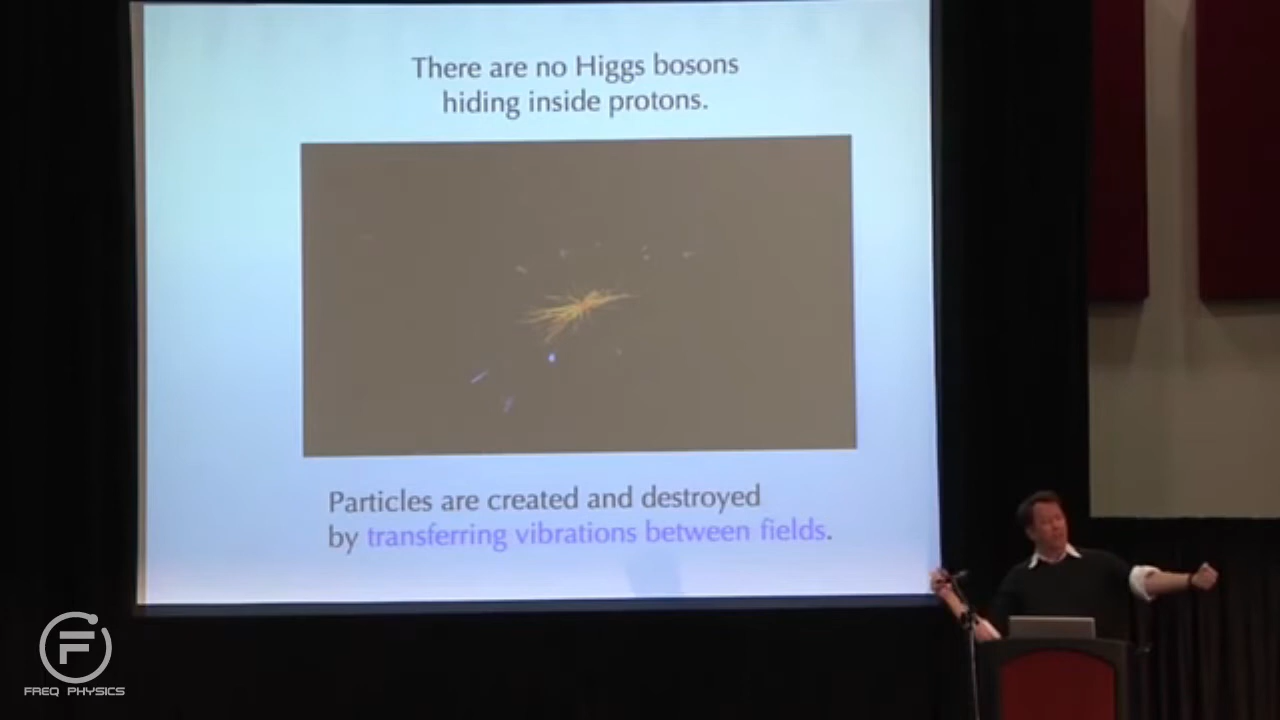 There are no Higgs bosons
hiding inside protons.
Particles are created and destroyed
by transferring vibrations between fields.
F
FREQ PHYSICS